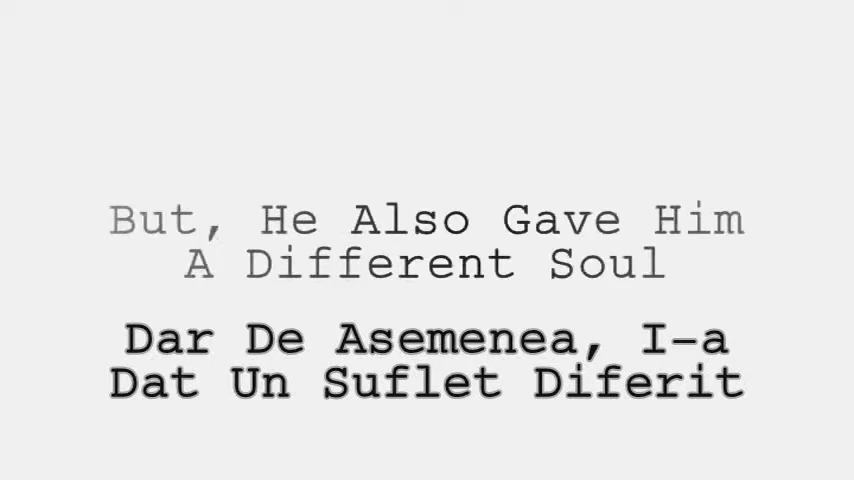 But, He Also Gave Him
A Different Soul
Dar De Asemenea, I-a
Dat Un Suflet Diferit